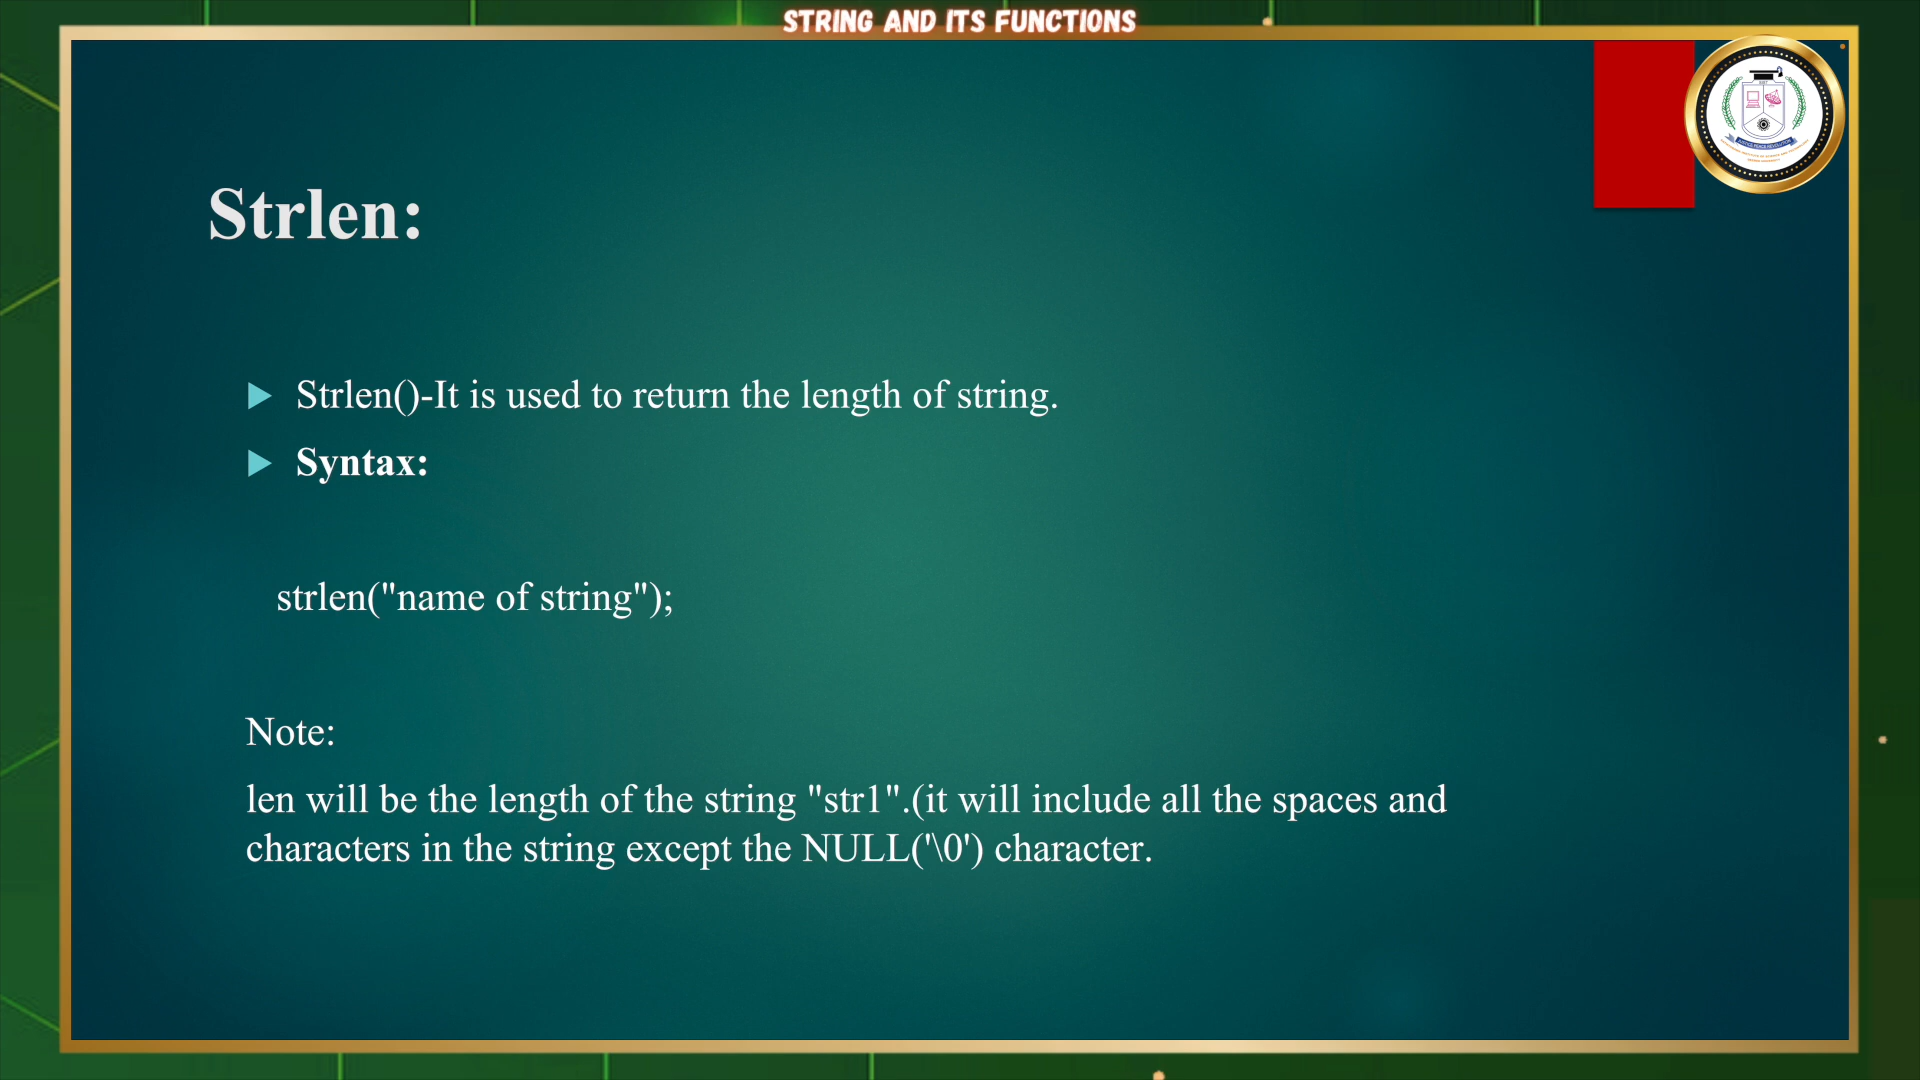 STRING AND ITS FUNCTIONS
Strlen:
Strlen()-It is used to return the length of string.
Syntax:
strlen("name of string");
Note:
len will be the length of the string "str1".(it will include all the spaces and
characters in the string except the NULL('\0') character.